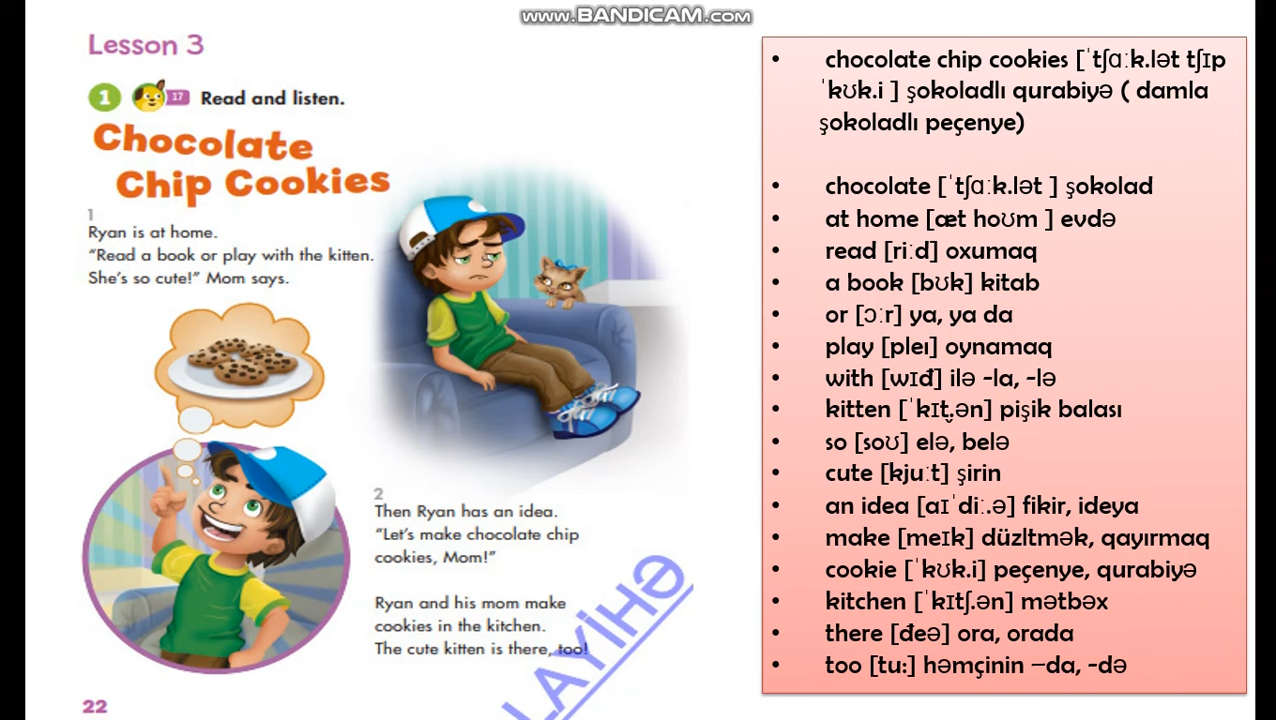 www.BANDICAM.com
Lesson 3
1 17 Read and listen.
Chocolate
Chip Cookies
1
Ryan is at home.
“Read a book or play with the kitten.
She’s so cute!” Mom says.
2
Then Ryan has an idea.
“Let’s make chocolate chip
cookies, Mom!”
Ryan and his mom make
cookies in the kitchen.
The cute kitten is there, too!
LAYİHƏ
22
• chocolate chip cookies [ˈtʃɑːk.lət tʃɪp
ˈkʊk.i ] şokoladlı qurabiyə ( damla
şokoladlı peçenye)
• chocolate [ˈtʃɑːk.lət ] şokolad
• at home [æt hoʊm ] evdə
• read [riːd] oxumaq
• a book [bʊk] kitab
• or [ɔːr] ya, ya da
• play [pleɪ] oynamaq
• with [wɪđ] ilə -la, -lə
• kitten [ˈkɪt̬.ən] pişik balası
• so [soʊ] elə, belə
• cute [kjuːt] şirin
• an idea [aɪˈdiː.ə] fikir, ideya
• make [meɪk] düzltmək, qayırmaq
• cookie [ˈkʊk.i] peçenye, qurabiyə
• kitchen [ˈkɪtʃ.ən] mətbəx
• there [đeə] ora, orada
• too [tu:] həmçinin –da, -də